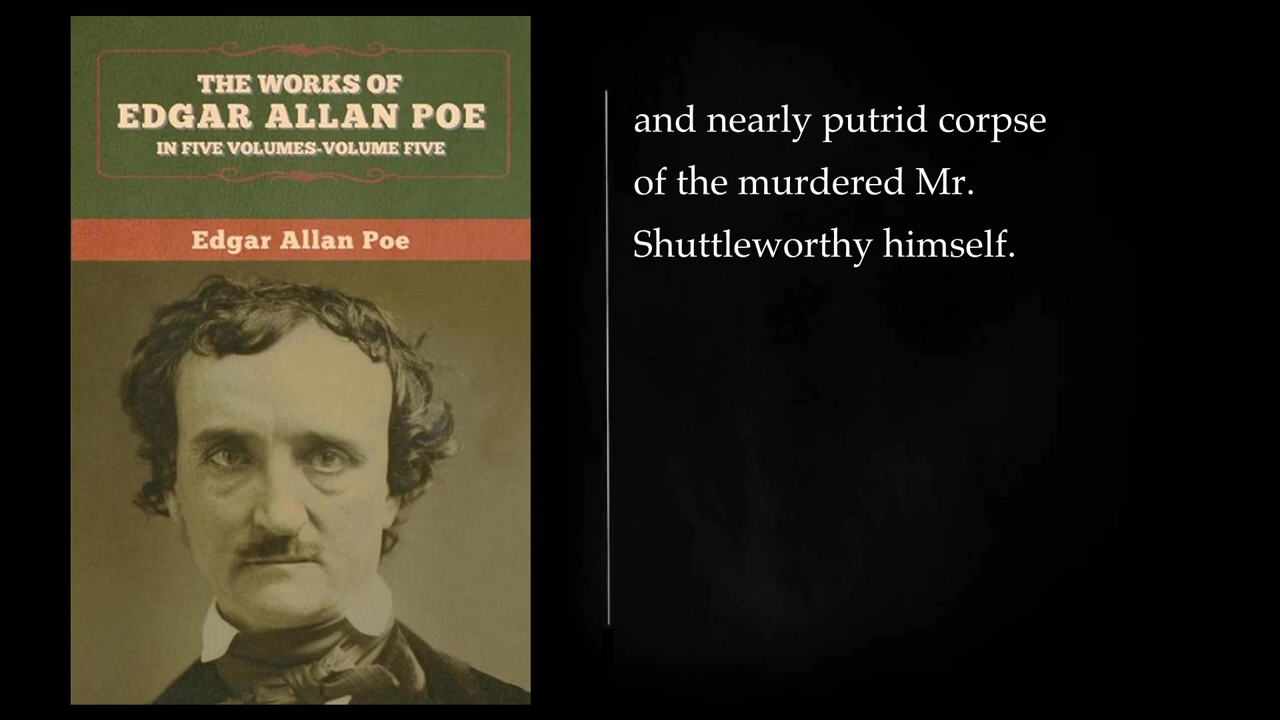 THE WORKS OF
EDGAR ALLAN POE
IN FIVE VOLUMES-VOLUME FIVE
Edgar Allan Poe
and nearly putrid corpse
of the murdered Mr.
Shuttleworthy himself.